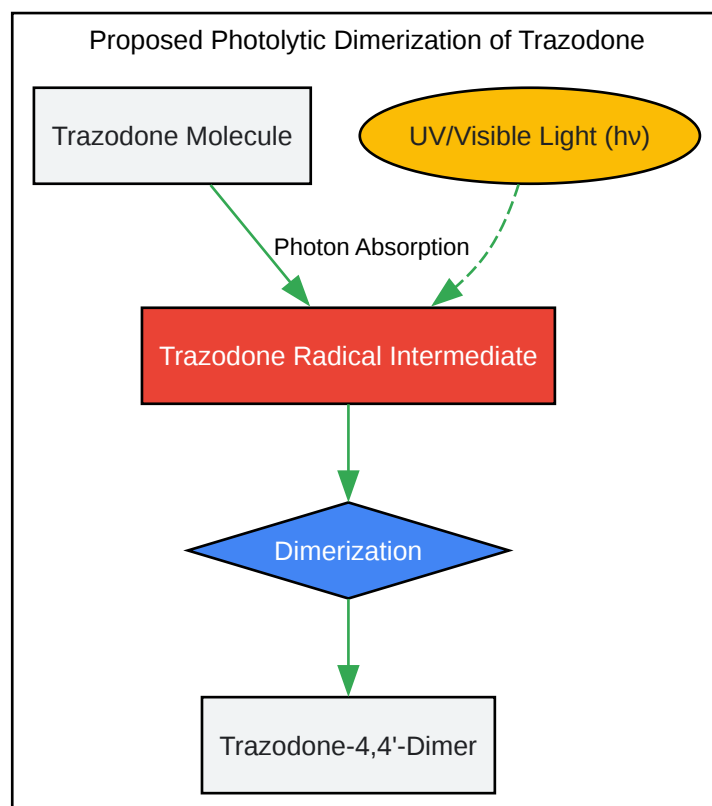 Proposed Photolytic Dimerization of Trazodone
Trazodone Molecule
UV/Visible Light (hν)
Photon Absorption
Trazodone Radical Intermediate
Dimerization
Trazodone-4,4'-Dimer